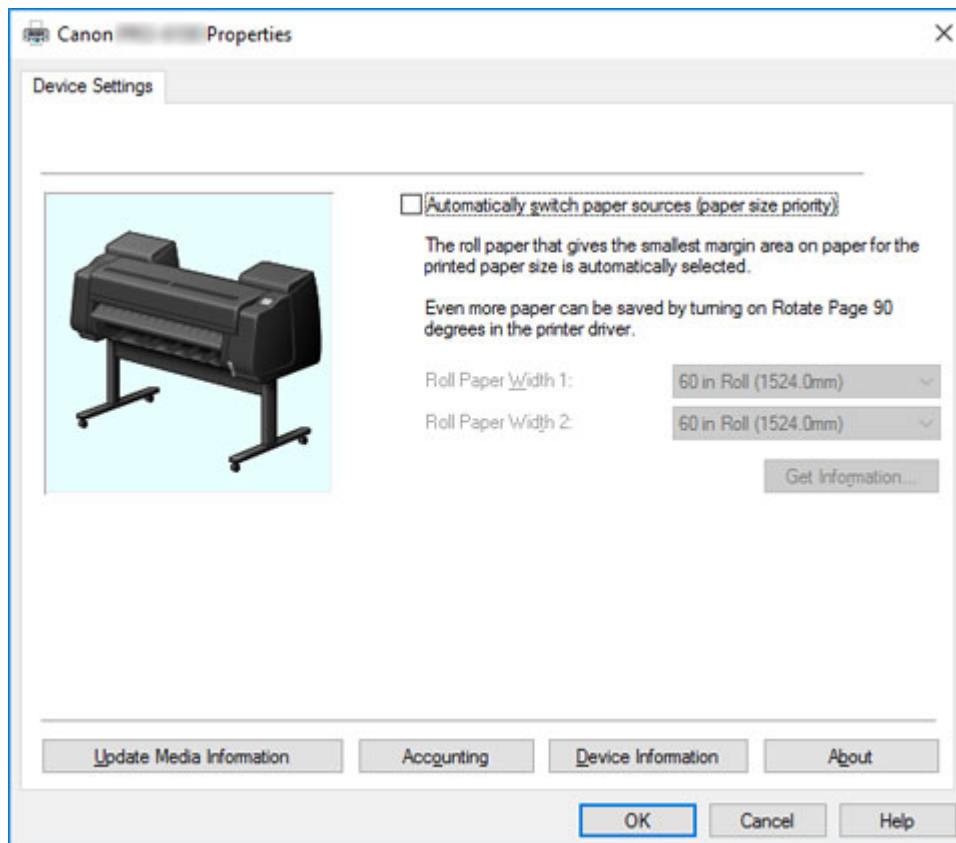 Canon Properties
Device Settings
Automatically switch paper sources (paper size priority)
The roll paper that gives the smallest margin area on paper for the
printed paper size is automatically selected.
Even more paper can be saved by turning on Rotate Page 90
degrees in the printer driver.
Roll Paper Width 1: 60 in Roll (1524.0mm)
Roll Paper Width 2: 60 in Roll (1524.0mm)
Get Information...
Update Media Information Accounting Device Information About
OK Cancel Help